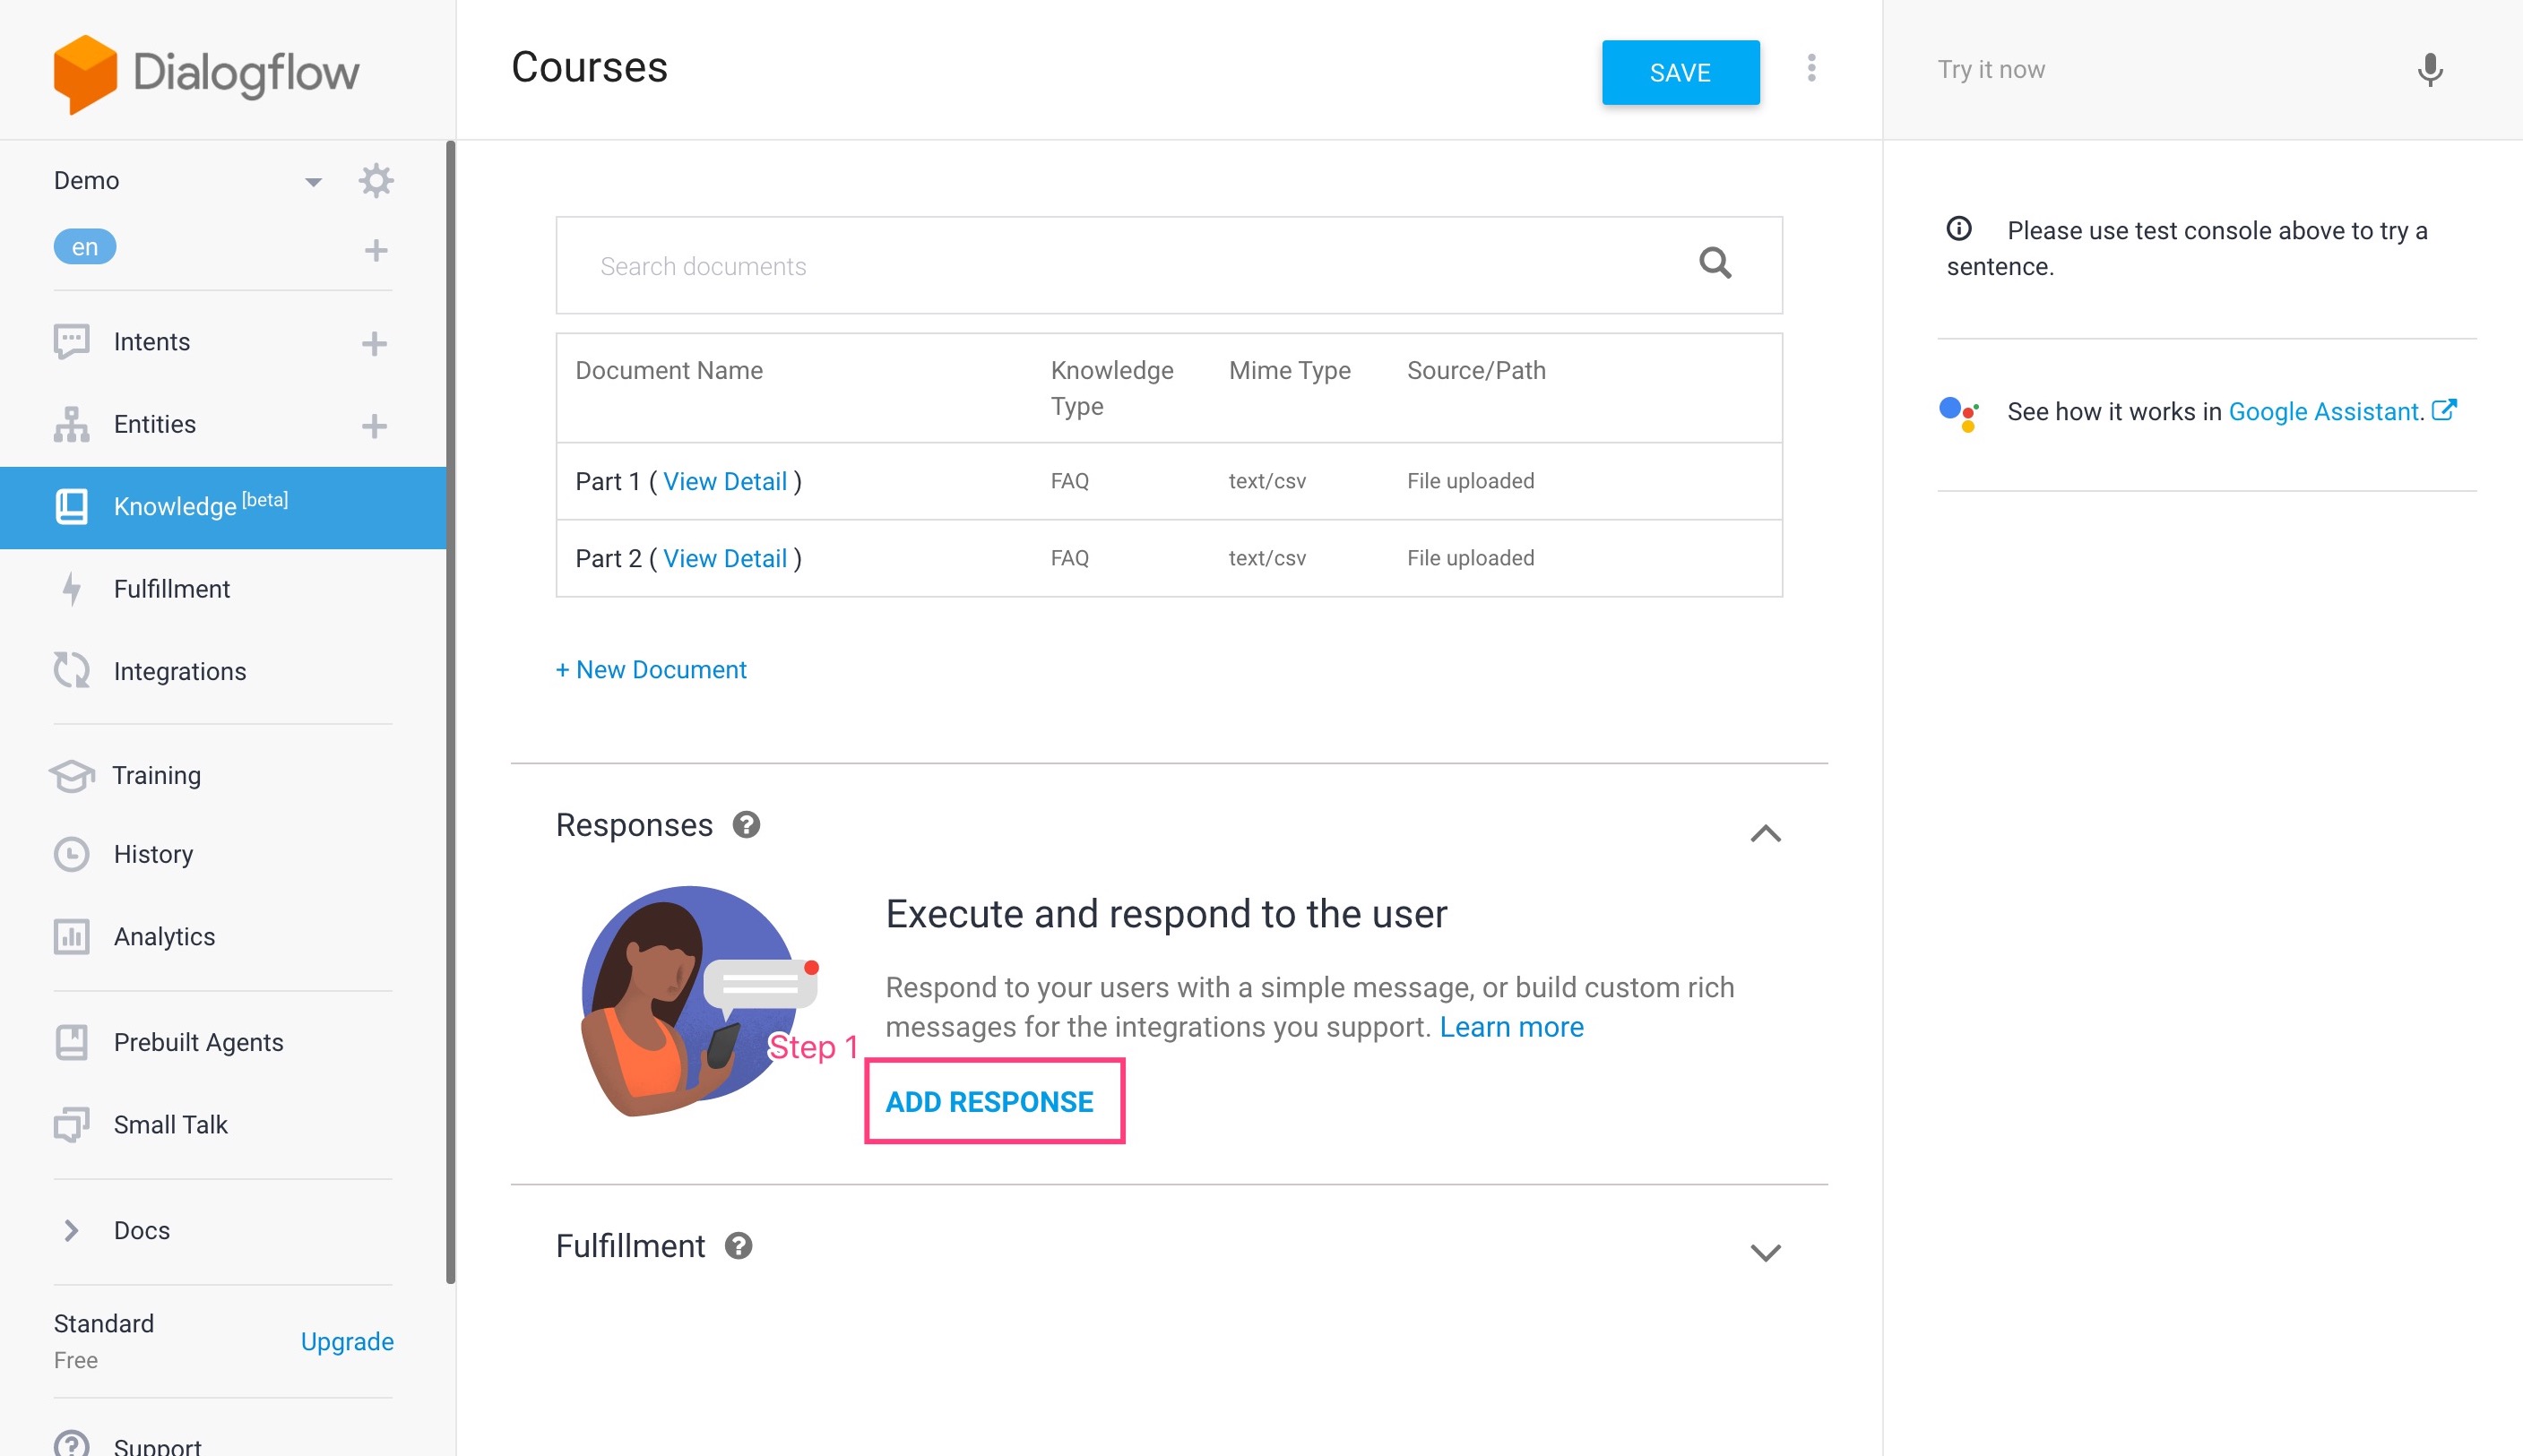 Dialogflow
Demo
en
Intents
Entities
Knowledge [beta]
Fulfillment
Integrations
Training
History
Analytics
Prebuilt Agents
Small Talk
Docs
Standard
Free
Upgrade
Support
Courses
SAVE
Search documents
Document Name Knowledge Type Mime Type Source/Path
Part 1 ( View Detail ) FAQ text/csv File uploaded
Part 2 ( View Detail ) FAQ text/csv File uploaded
+ New Document
Responses
Execute and respond to the user
Respond to your users with a simple message, or build custom rich
messages for the integrations you support. Learn more
Step 1
ADD RESPONSE
Fulfillment
Try it now
Please use test console above to try a
sentence.
See how it works in Google Assistant.